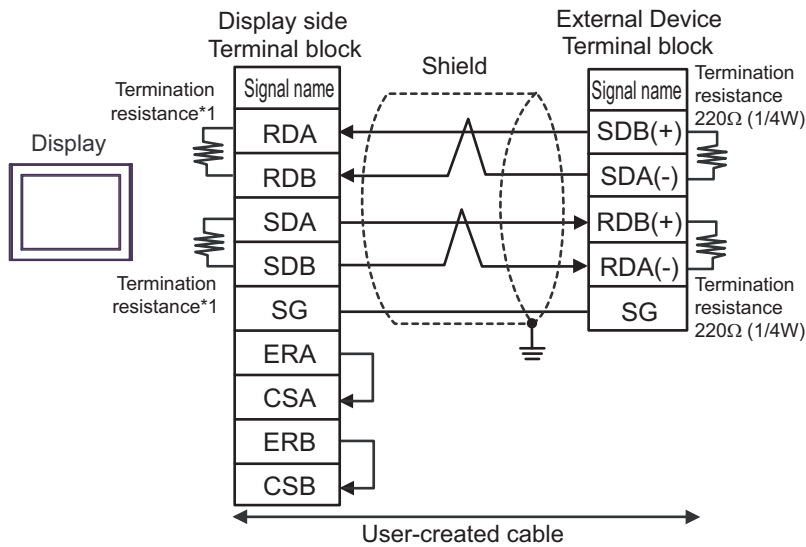 Display side
Terminal block
External Device
Terminal block
Shield
Termination
resistance*1
Display
Termination
resistance*1
Signal name
RDA
RDB
SDA
SDB
SG
ERA
CSA
ERB
CSB
Signal name
SDB(+)
SDA(-)
RDB(+)
RDA(-)
SG
Termination
resistance
220Ω (1/4W)
Termination
resistance
220Ω (1/4W)
User-created cable